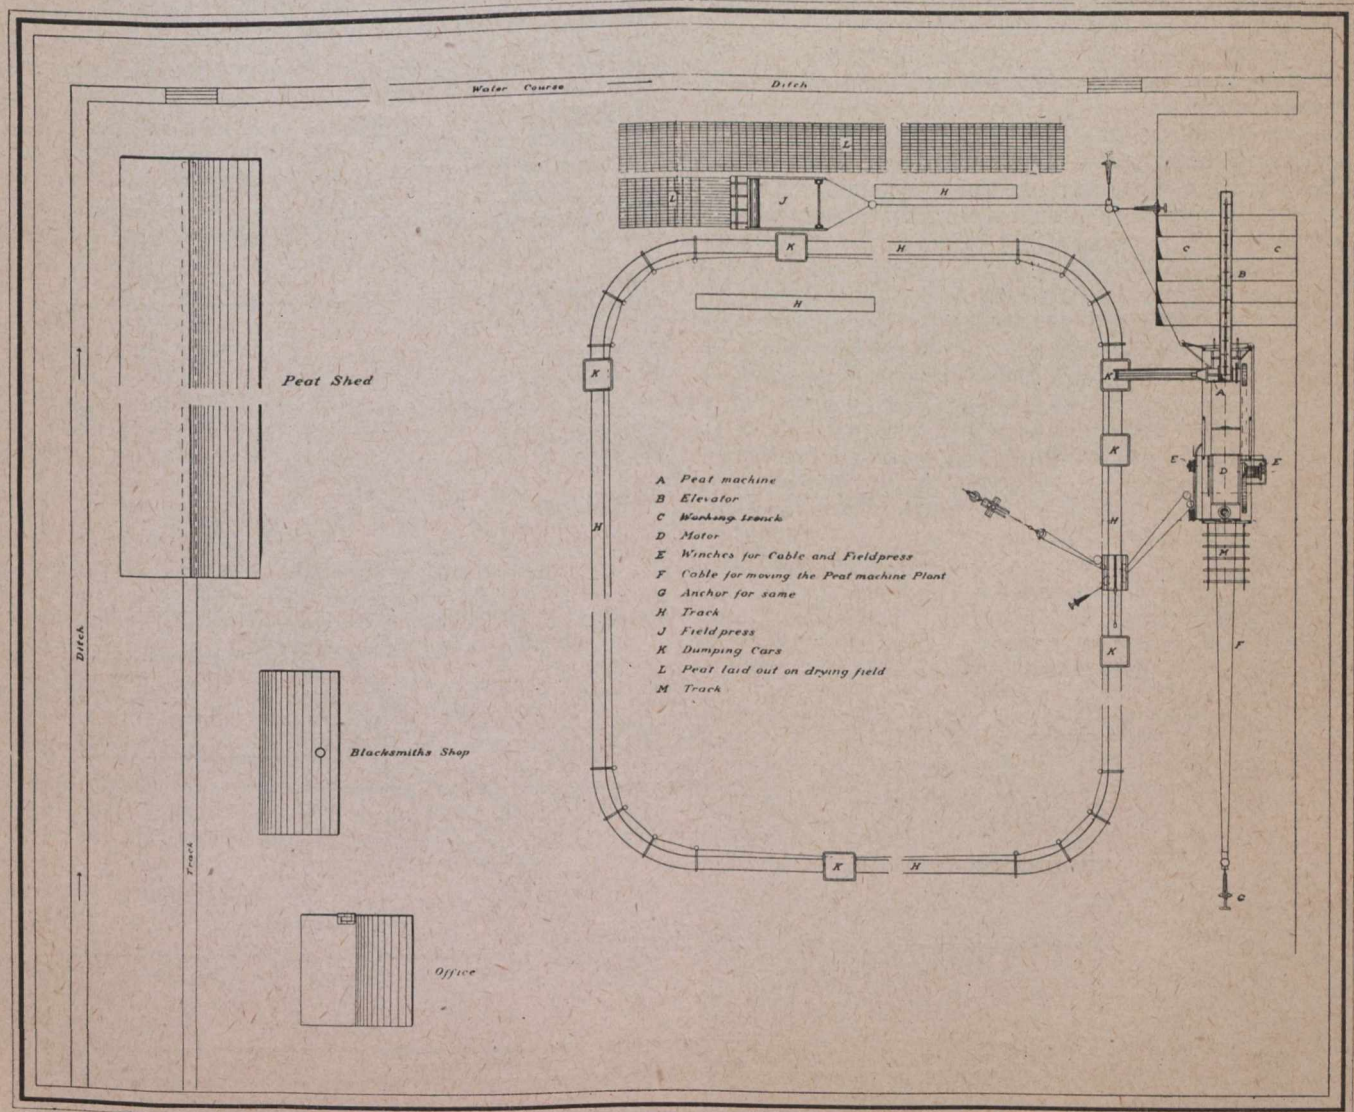 Water Course
Ditch
L
L
J
H
K
H
C
C
B
H
Peat Shed
K
K
A
K
E
D
E
A Peat machine
B Elevator
C Working trench
D Motor
E Winches for Cable and Fieldpress
F Cable for moving the Peat machine Plant
G Anchor for same
H Track
J Fieldpress
K Dumping Cars
L Peat laid out on drying field
M Track
H
H
M
Ditch
K
F
Blacksmiths Shop
Track
K
H
G
Office